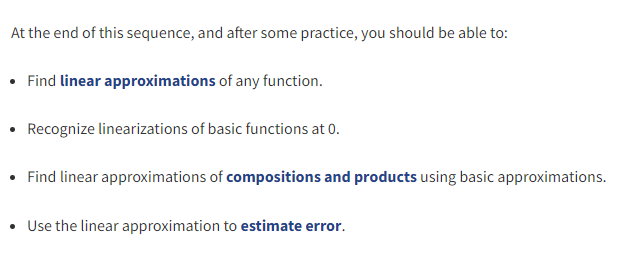 At the end of this sequence, and after some practice, you should be able to:
• Find linear approximations of any function.
• Recognize linearizations of basic functions at 0.
• Find linear approximations of compositions and products using basic approximations.
• Use the linear approximation to estimate error.